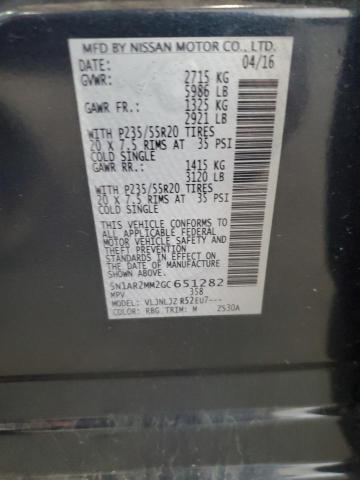 MFD BY NISSAN MOTOR CO., LTD.
DATE: 04/16
GVWR: 2715 KG
5986 LB
GAWR FR.: 1325 KG
2921 LB
WITH P235/55R20 TIRES
20 X 7.5 RIMS AT 35 PSI
COLD SINGLE
GAWR RR.: 1415 KG
3120 LB
WITH P235/55R20 TIRES
20 X 7.5 RIMS AT 35 PSI
COLD SINGLE
THIS VEHICLE CONFORMS TO
ALL APPLICABLE FEDERAL
MOTOR VEHICLE SAFETY
STANDARDS IN EFFECT ON THE
DATE OF MANUFACTURE SHOWN
ABOVE.
5N1AR2MM2GC651282
MPV 358
MODEL: VLJNLJZ R52EU7---
COLOR: RBG TRIM: M ZS30A